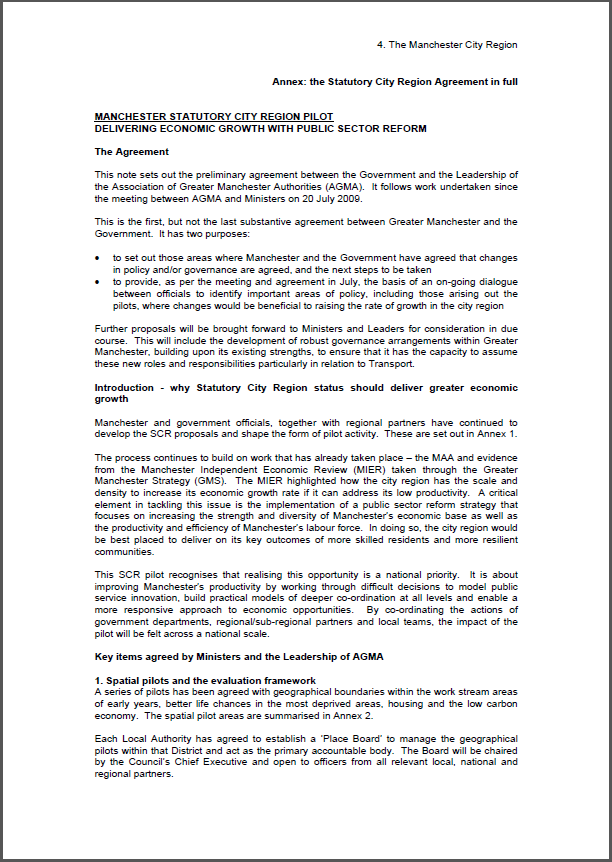 4. The Manchester City Region
Annex: the Statutory City Region Agreement in full
MANCHESTER STATUTORY CITY REGION PILOT
DELIVERING ECONOMIC GROWTH WITH PUBLIC SECTOR REFORM
The Agreement
This note sets out the preliminary agreement between the Government and the Leadership of
the Association of Greater Manchester Authorities (AGMA). It follows work undertaken since
the meeting between AGMA and Ministers on 20 July 2009.
This is the first, but not the last substantive agreement between Greater Manchester and the
Government. It has two purposes:
• to set out those areas where Manchester and the Government have agreed that changes
in policy and/or governance are agreed, and the next steps to be taken
• to provide, as per the meeting and agreement in July, the basis of an on-going dialogue
between officials to identify important areas of policy, including those arising out the
pilots, where changes would be beneficial to raising the rate of growth in the city region
Further proposals will be brought forward to Ministers and Leaders for consideration in due
course. This will include the development of robust governance arrangements within Greater
Manchester, building upon its existing strengths, to ensure that it has the capacity to assume
these new roles and responsibilities particularly in relation to Transport.
Introduction - why Statutory City Region status should deliver greater economic
growth
Manchester and government officials, together with regional partners have continued to
develop the SCR proposals and shape the form of pilot activity. These are set out in Annex 1.
The process continues to build on work that has already taken place – the MAA and evidence
from the Manchester Independent Economic Review (MIER) taken through the Greater
Manchester Strategy (GMS). The MIER highlighted how the city region has the scale and
density to increase its economic growth rate if it can address its low productivity. A critical
element in tackling this issue is the implementation of a public sector reform strategy that
focuses on increasing the strength and diversity of Manchester's economic base as well as
the productivity and efficiency of Manchester's labour force. In doing so, the city region would
be best placed to deliver on its key outcomes of more skilled residents and more resilient
communities.
This SCR pilot recognises that realising this opportunity is a national priority. It is about
improving Manchester's productivity by working through difficult decisions to model public
service innovation, build practical models of deeper co-ordination at all levels and enable a
more responsive approach to economic opportunities. By co-ordinating the actions of
government departments, regional/sub-regional partners and local teams, the impact of the
pilot will be felt across a national scale.
Key items agreed by Ministers and the Leadership of AGMA
1. Spatial pilots and the evaluation framework
A series of pilots has been agreed with geographical boundaries within the work stream areas
of early years, better life chances in the most deprived areas, housing and the low carbon
economy. The spatial pilot areas are summarised in Annex 2.
Each Local Authority has agreed to establish a 'Place Board' to manage the geographical
pilots within that District and act as the primary accountable body. The Board will be chaired
by the Council's Chief Executive and open to officers from all relevant local, national and
regional partners.